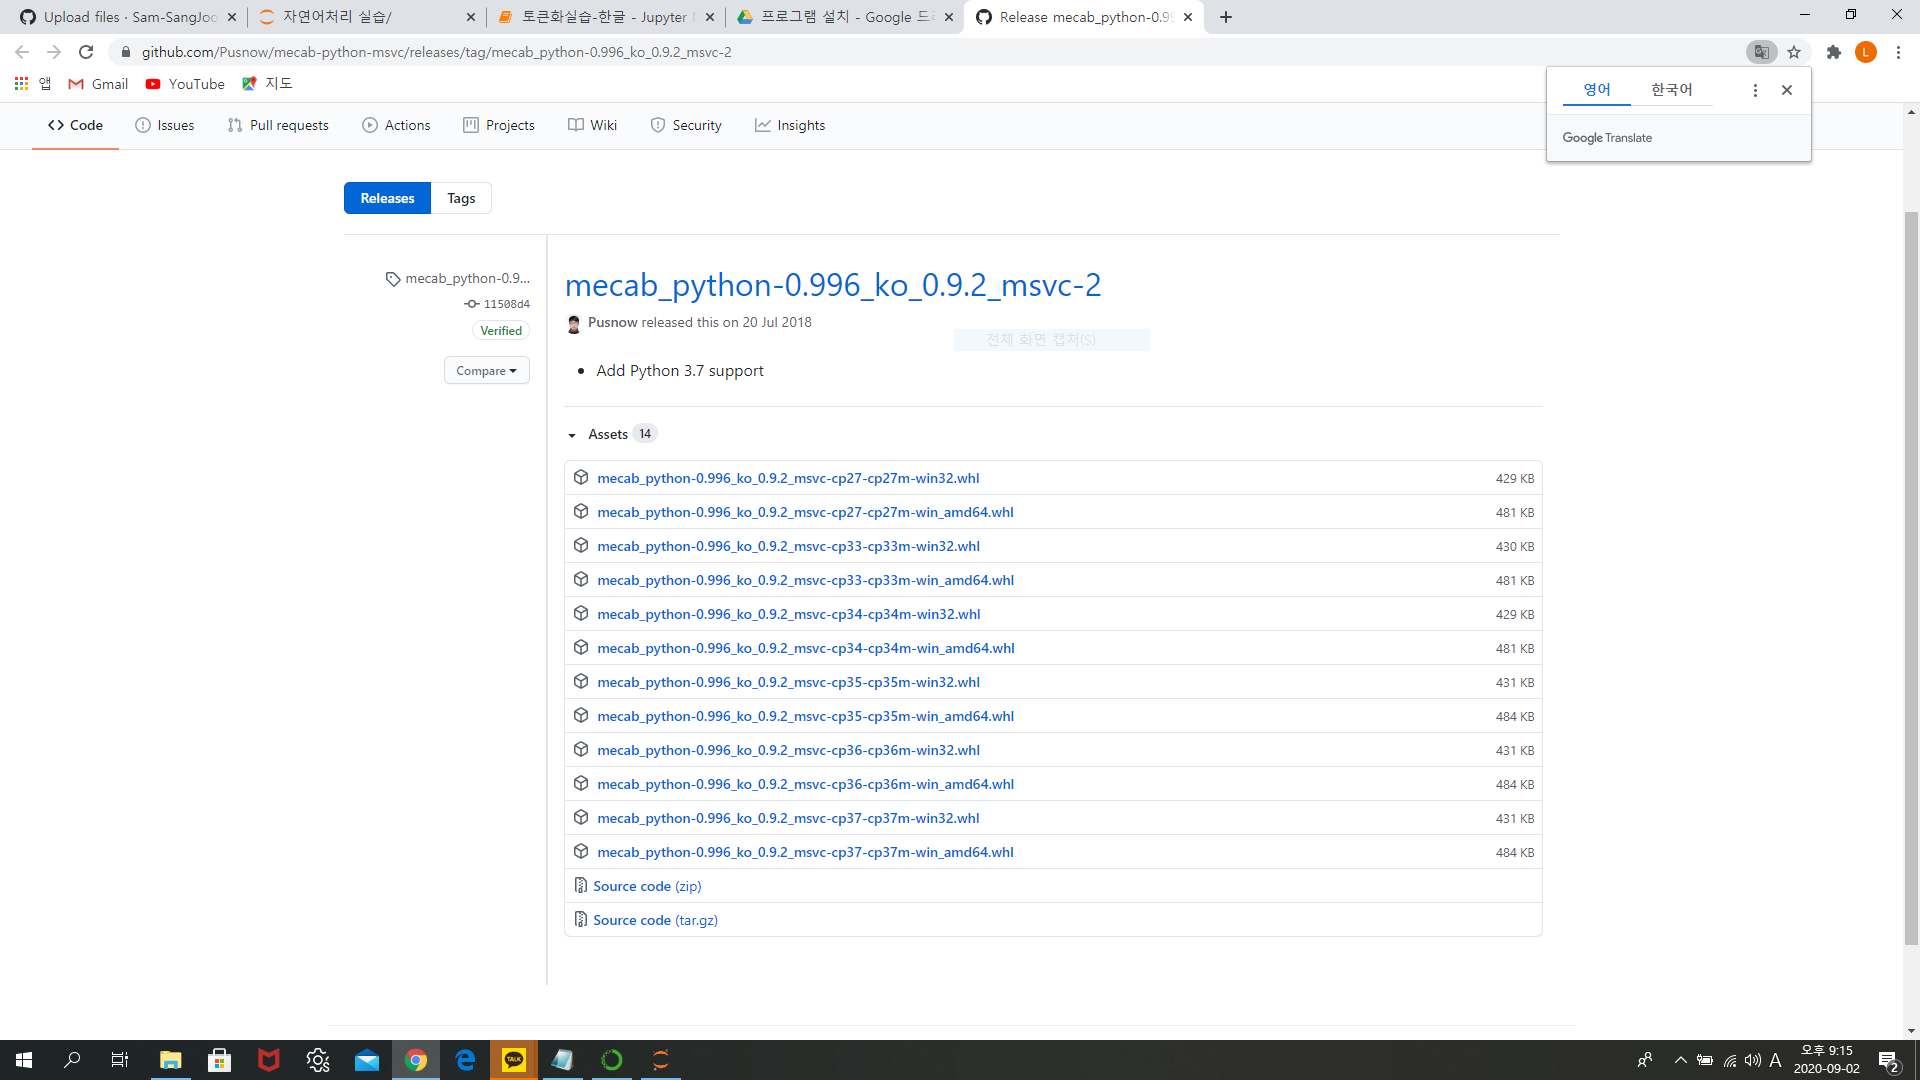 Upload files · Sam-SangJoo
자연어처리 실습/
토큰화실습-한글 - Jupyter
프로그램 설치 - Google 드라
Release mecab_python-0.99
github.com/Pusnow/mecab-python-msvc/releases/tag/mecab_python-0.996_ko_0.9.2_msvc-2
앱
Gmail
YouTube
지도
영어
한국어
Google Translate
Code
Issues
Pull requests
Actions
Projects
Wiki
Security
Insights
Releases
Tags
mecab_python-0.9...
11508d4
Verified
Compare
mecab_python-0.996_ko_0.9.2_msvc-2
Pusnow released this on 20 Jul 2018
전체 화면 캡처(S)
Add Python 3.7 support
Assets 14
mecab_python-0.996_ko_0.9.2_msvc-cp27-cp27m-win32.whl 429 KB
mecab_python-0.996_ko_0.9.2_msvc-cp27-cp27m-win_amd64.whl 481 KB
mecab_python-0.996_ko_0.9.2_msvc-cp33-cp33m-win32.whl 430 KB
mecab_python-0.996_ko_0.9.2_msvc-cp33-cp33m-win_amd64.whl 481 KB
mecab_python-0.996_ko_0.9.2_msvc-cp34-cp34m-win32.whl 429 KB
mecab_python-0.996_ko_0.9.2_msvc-cp34-cp34m-win_amd64.whl 481 KB
mecab_python-0.996_ko_0.9.2_msvc-cp35-cp35m-win32.whl 431 KB
mecab_python-0.996_ko_0.9.2_msvc-cp35-cp35m-win_amd64.whl 484 KB
mecab_python-0.996_ko_0.9.2_msvc-cp36-cp36m-win32.whl 431 KB
mecab_python-0.996_ko_0.9.2_msvc-cp36-cp36m-win_amd64.whl 484 KB
mecab_python-0.996_ko_0.9.2_msvc-cp37-cp37m-win32.whl 431 KB
mecab_python-0.996_ko_0.9.2_msvc-cp37-cp37m-win_amd64.whl 484 KB
Source code (zip)
Source code (tar.gz)
TALK
A
오후 9:15
2020-09-02
2
L